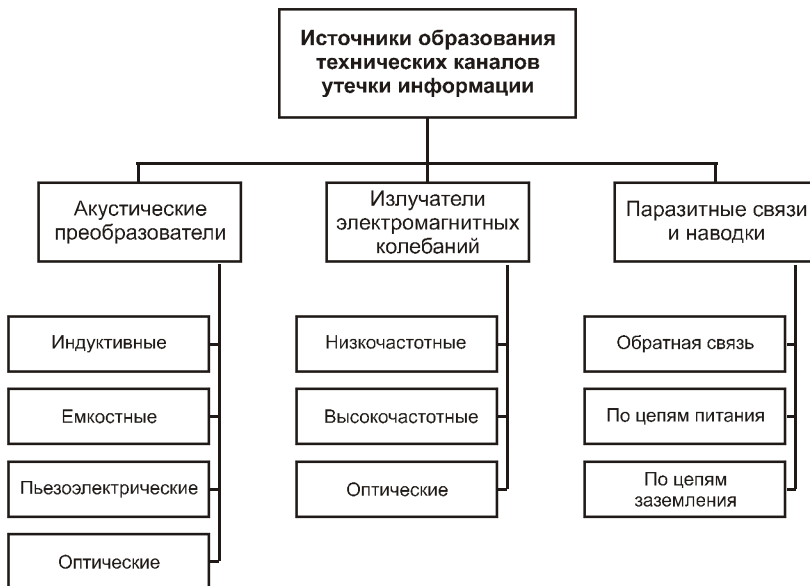 Источники образования
технических каналов
утечки информации
Акустические
преобразователи
Излучатели
электромагнитных
колебаний
Паразитные связи
и наводки
Индуктивные
Емкостные
Пьезоэлектрические
Оптические
Низкочастотные
Высокочастотные
Оптические
Обратная связь
По цепям питания
По цепям
заземления